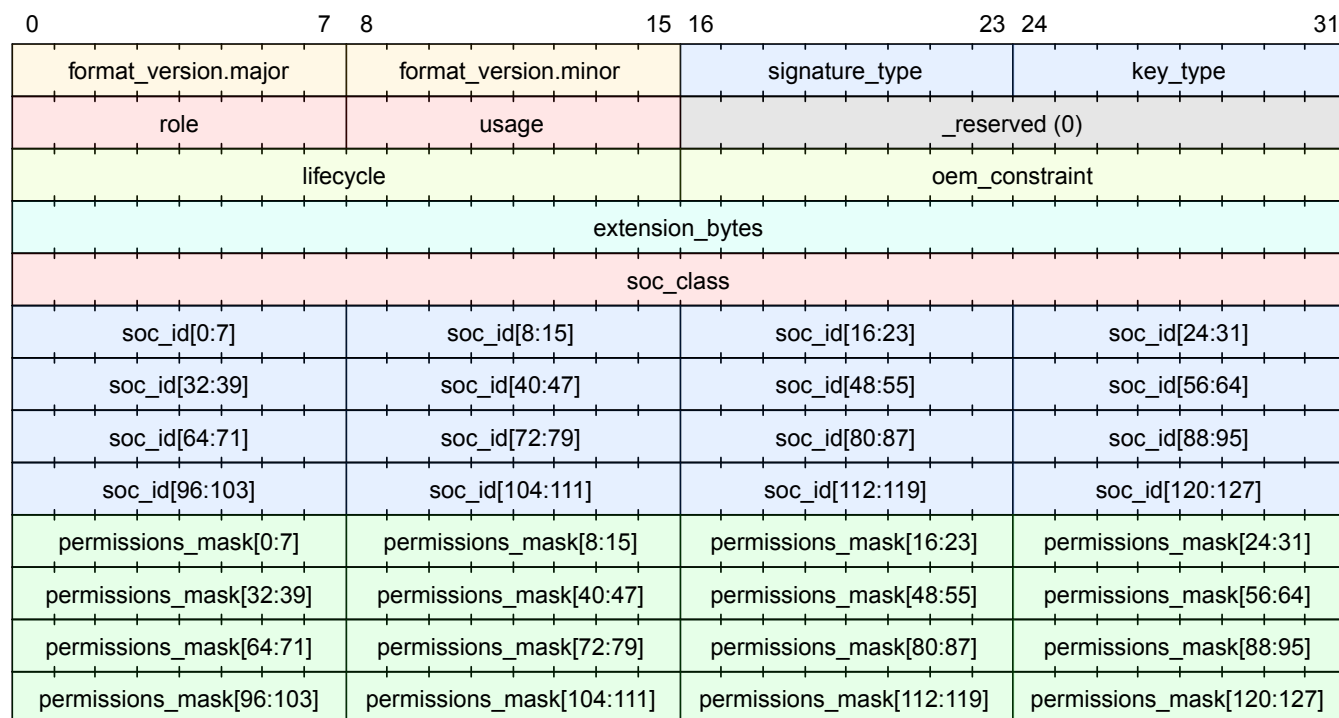 0 7 8 15 16 23 24 31
format_version.major format_version.minor signature_type key_type
role usage _reserved (0)
lifecycle oem_constraint
extension_bytes
soc_class
soc_id[0:7] soc_id[8:15] soc_id[16:23] soc_id[24:31]
soc_id[32:39] soc_id[40:47] soc_id[48:55] soc_id[56:64]
soc_id[64:71] soc_id[72:79] soc_id[80:87] soc_id[88:95]
soc_id[96:103] soc_id[104:111] soc_id[112:119] soc_id[120:127]
permissions_mask[0:7] permissions_mask[8:15] permissions_mask[16:23] permissions_mask[24:31]
permissions_mask[32:39] permissions_mask[40:47] permissions_mask[48:55] permissions_mask[56:64]
permissions_mask[64:71] permissions_mask[72:79] permissions_mask[80:87] permissions_mask[88:95]
permissions_mask[96:103] permissions_mask[104:111] permissions_mask[112:119] permissions_mask[120:127]